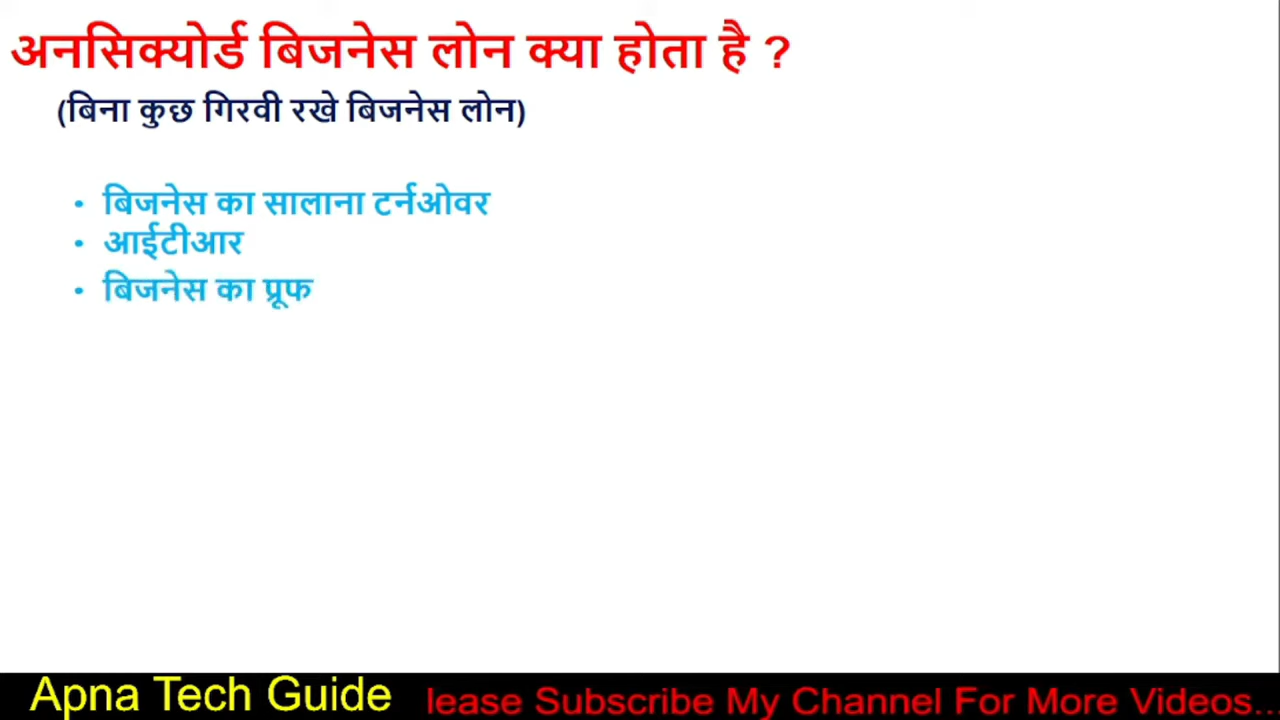 अनसिक्योर्ड बिजनेस लोन क्या होता है ?
(बिना कुछ गिरवी रखे बिजनेस लोन)
• बिजनेस का सालाना टर्नओवर
• आईटीआर
• बिजनेस का प्रूफ
Apna Tech Guide lease Subscribe My Channel For More Videos...